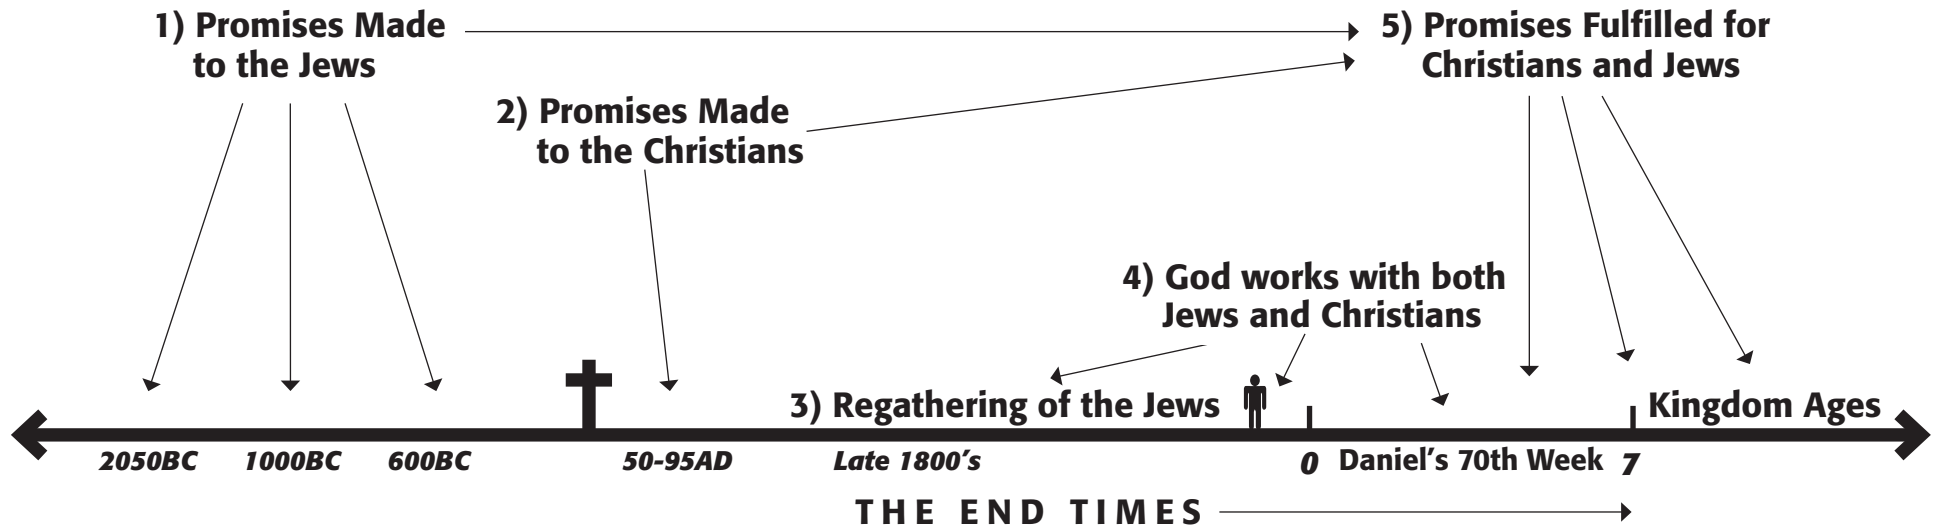 1) Promises Made
to the Jews
5) Promises Fulfilled for
Christians and Jews
2) Promises Made
to the Christians
4) God works with both
Jews and Christians
3) Regathering of the Jews
Kingdom Ages
2050BC 1000BC 600BC 50-95AD Late 1800's 0 Daniel's 70th Week 7
THE END TIMES